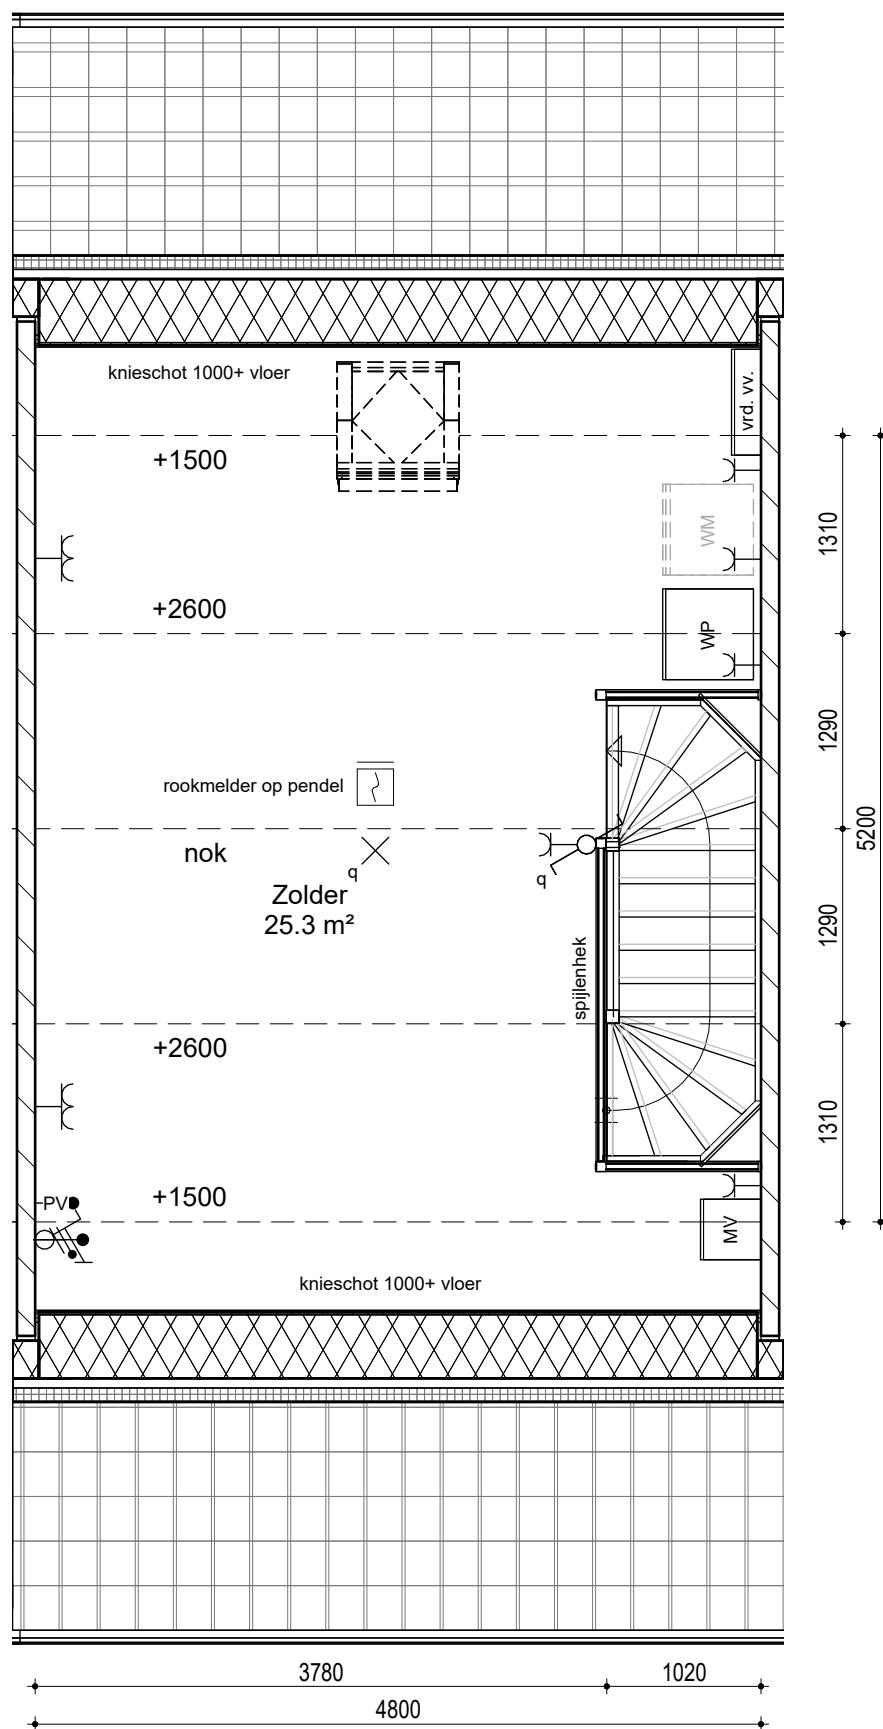 knieschot 1000+ vloer
vrd. vv.
+1500
WM
1310
+2600
WP
1290
rookmelder op pendel
5200
nok
q
q
Zolder
25.3 m²
1290
spijlenhek
+2600
1310
+1500
PV
MV
knieschot 1000+ vloer
3780
1020
4800